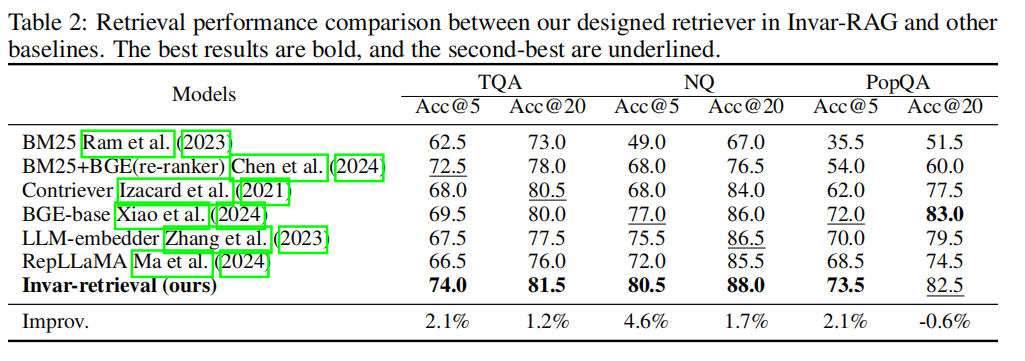 Table 2: Retrieval performance comparison between our designed retriever in Invar-RAG and other
baselines. The best results are bold, and the second-best are underlined.
Models TQA NQ PopQA
Acc@5 Acc@20 Acc@5 Acc@20 Acc@5 Acc@20
BM25 Ram et al. (2023) 62.5 73.0 49.0 67.0 35.5 51.5
BM25+BGE(re-ranker) Chen et al. (2024) 72.5 78.0 68.0 76.5 54.0 60.0
Contriever Izacard et al. (2021) 68.0 80.5 68.0 84.0 62.0 77.5
BGE-base Xiao et al. (2024) 69.5 80.0 77.0 86.0 72.0 83.0
LLM-embedder Zhang et al. (2023) 67.5 77.5 75.5 86.5 70.0 79.5
RepLLaMA Ma et al. (2024) 66.5 76.0 72.0 85.5 68.5 74.5
Invar-retrieval (ours) 74.0 81.5 80.5 88.0 73.5 82.5
Improv. 2.1% 1.2% 4.6% 1.7% 2.1% -0.6%